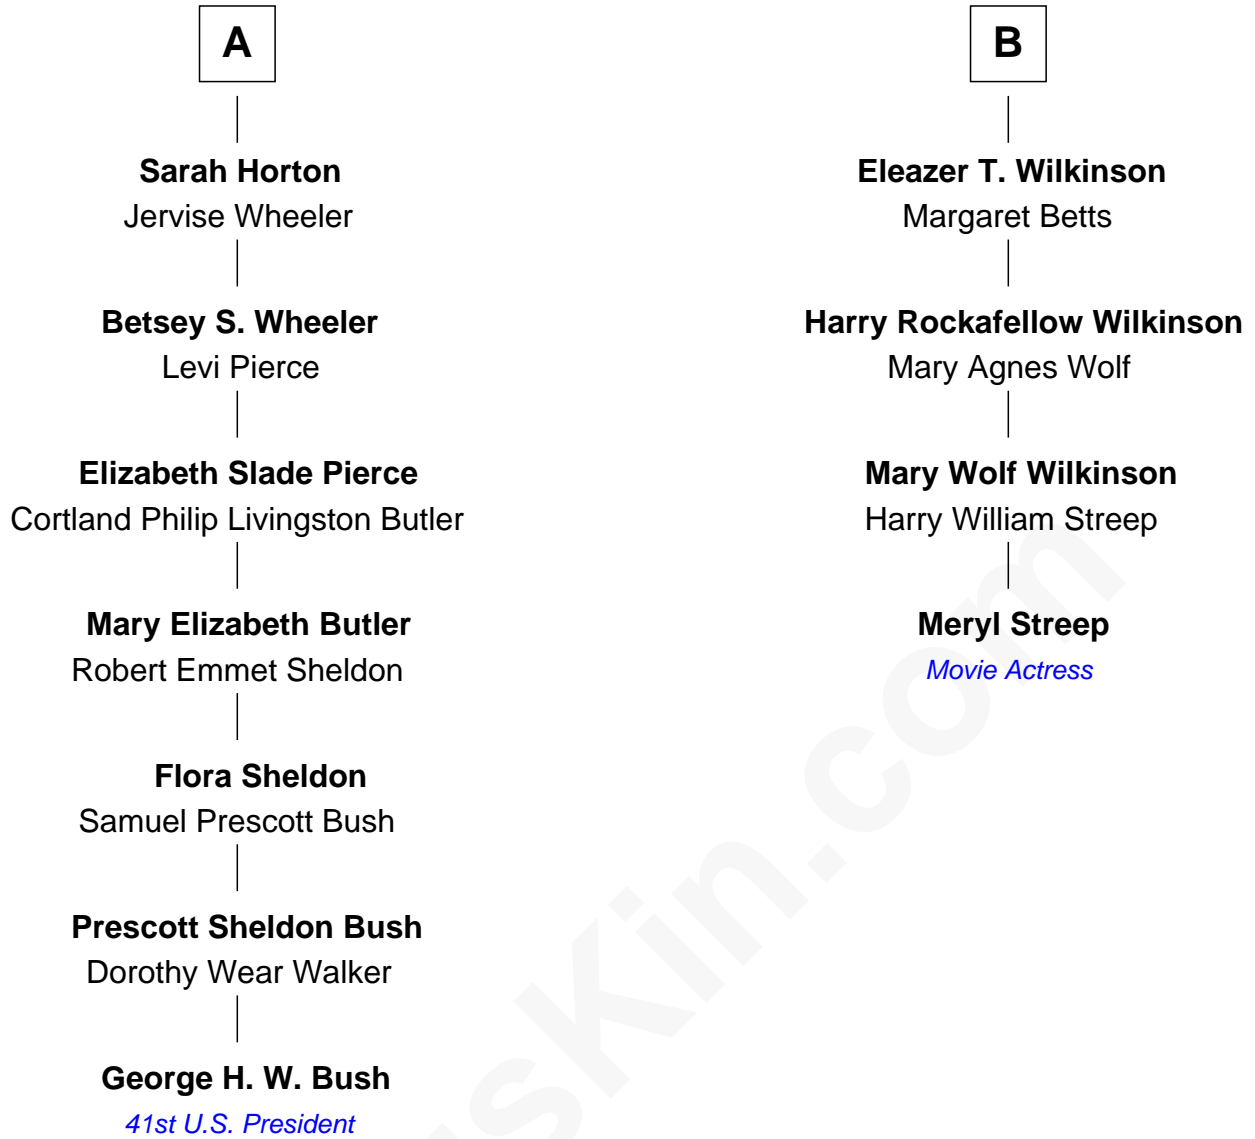 A
Sarah Horton
Jervise Wheeler
Betsey S. Wheeler
Levi Pierce
Elizabeth Slade Pierce
Cortland Philip Livingston Butler
Mary Elizabeth Butler
Robert Emmet Sheldon
Flora Sheldon
Samuel Prescott Bush
Prescott Sheldon Bush
Dorothy Wear Walker
George H. W. Bush
41st U.S. President
B
Eleazer T. Wilkinson
Margaret Betts
Harry Rockafellow Wilkinson
Mary Agnes Wolf
Mary Wolf Wilkinson
Harry William Streep
Meryl Streep
Movie Actress